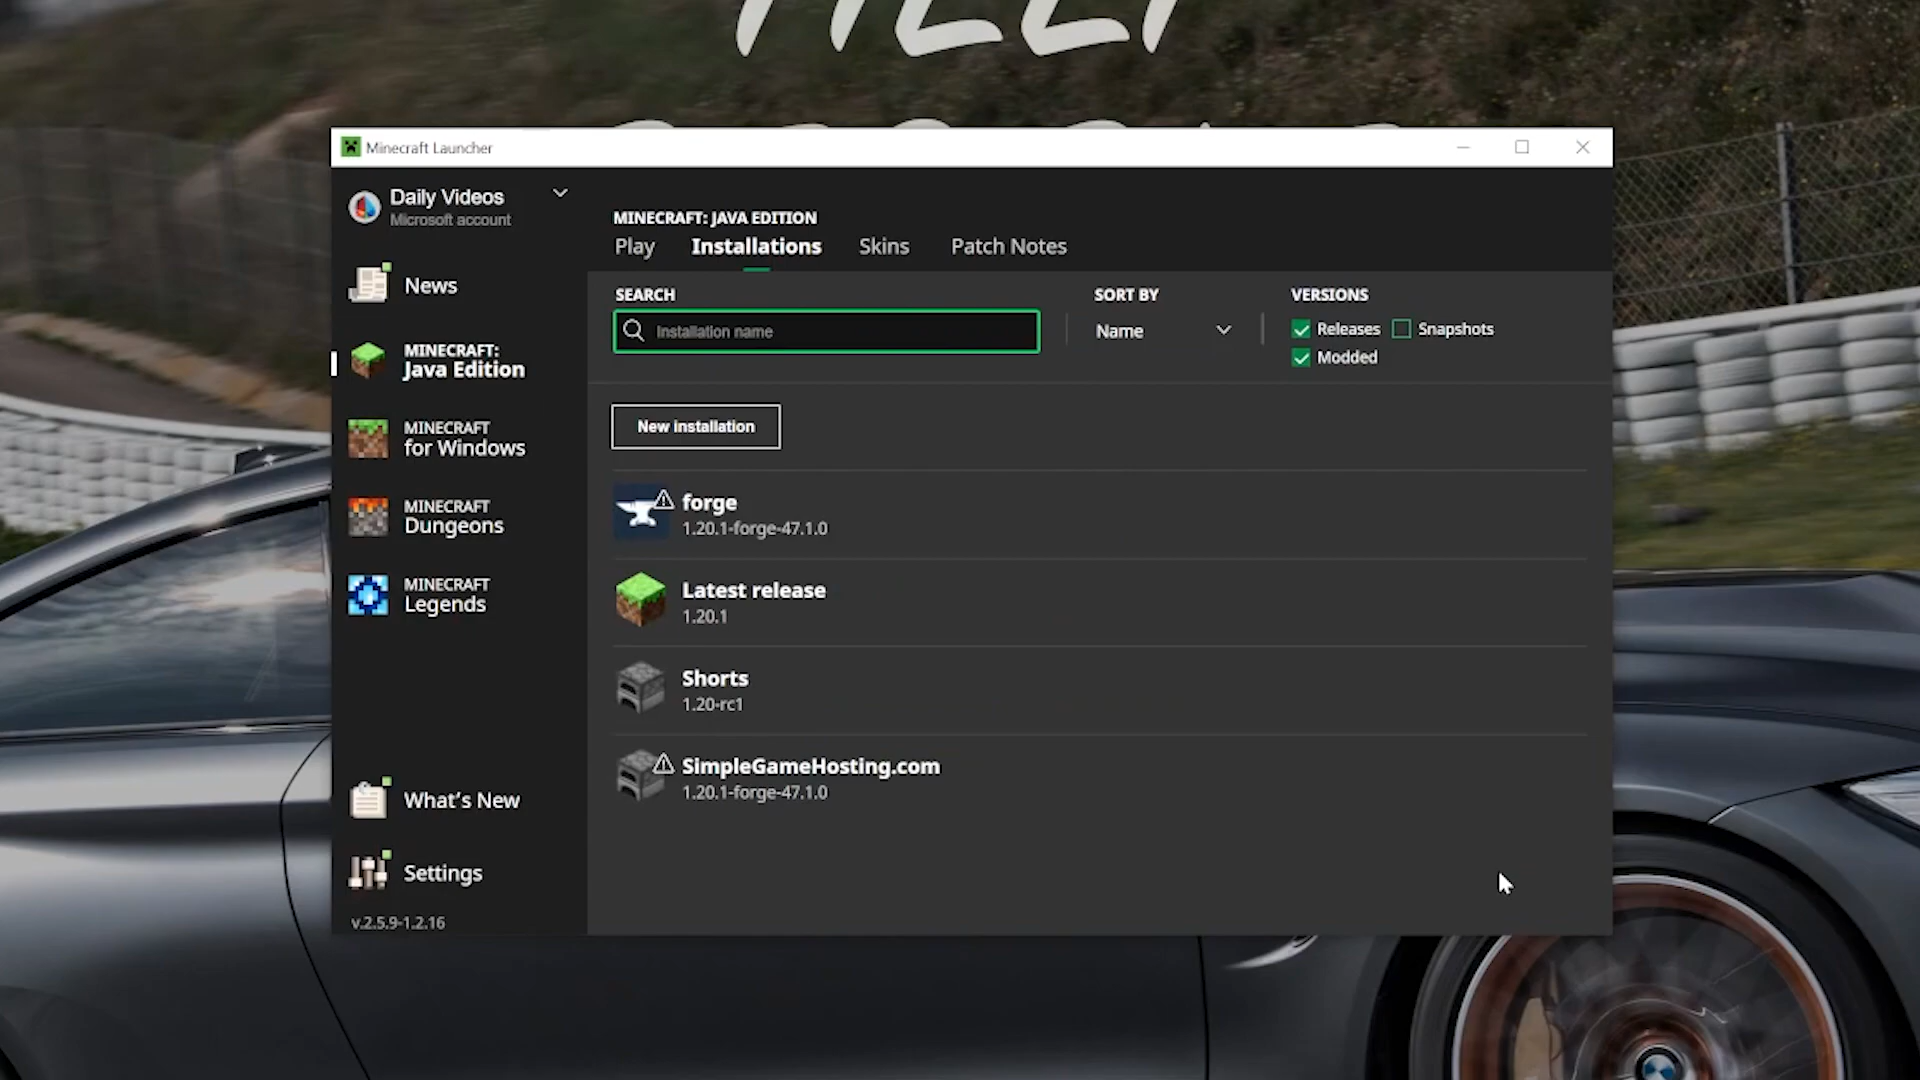 Minecraft Launcher
Daily Videos
Microsoft account
News
MINECRAFT:
Java Edition
MINECRAFT
for Windows
MINECRAFT
Dungeons
MINECRAFT
Legends
What's New
Settings
v.2.5.9-1.2.16
MINECRAFT: JAVA EDITION
Play Installations Skins Patch Notes
SEARCH
Installation name
SORT BY
Name
VERSIONS
Releases Snapshots
Modded
New installation
forge
1.20.1-forge-47.1.0
Latest release
1.20.1
Shorts
1.20-rc1
SimpleGameHosting.com
1.20.1-forge-47.1.0